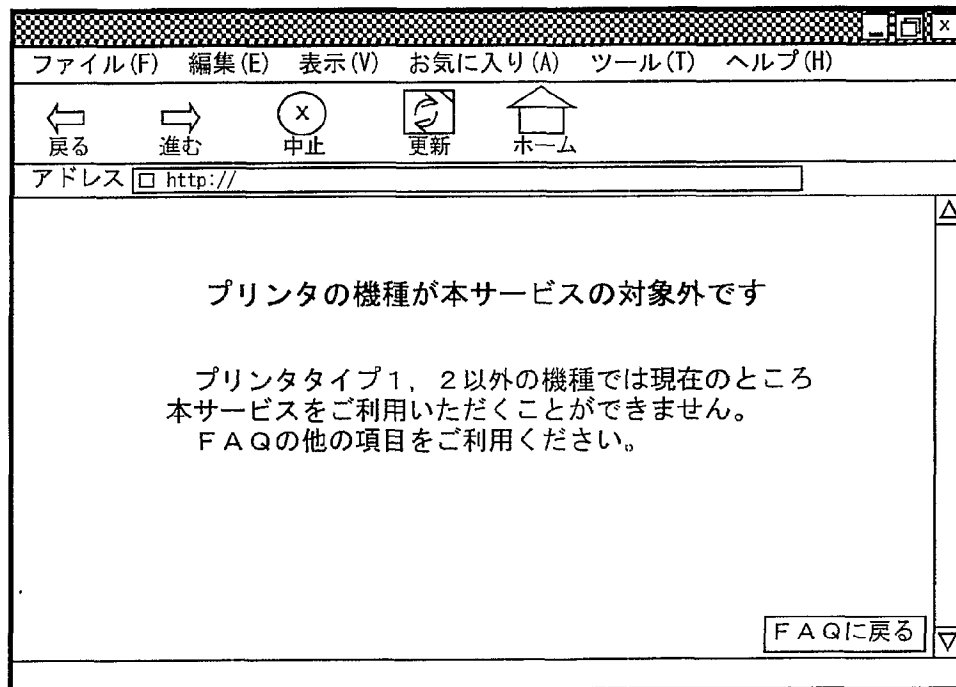 ファイル(F) 編集(E) 表示(V) お気に入り(A) ツール(T) ヘルプ(H)
戻る 進む 中止 更新 ホーム
アドレス http://
プリンタの機種が本サービスの対象外です
プリンタタイプ1，2以外の機種では現在のところ
本サービスをご利用いただくことができません。
FAQの他の項目をご利用ください。
FAQに戻る